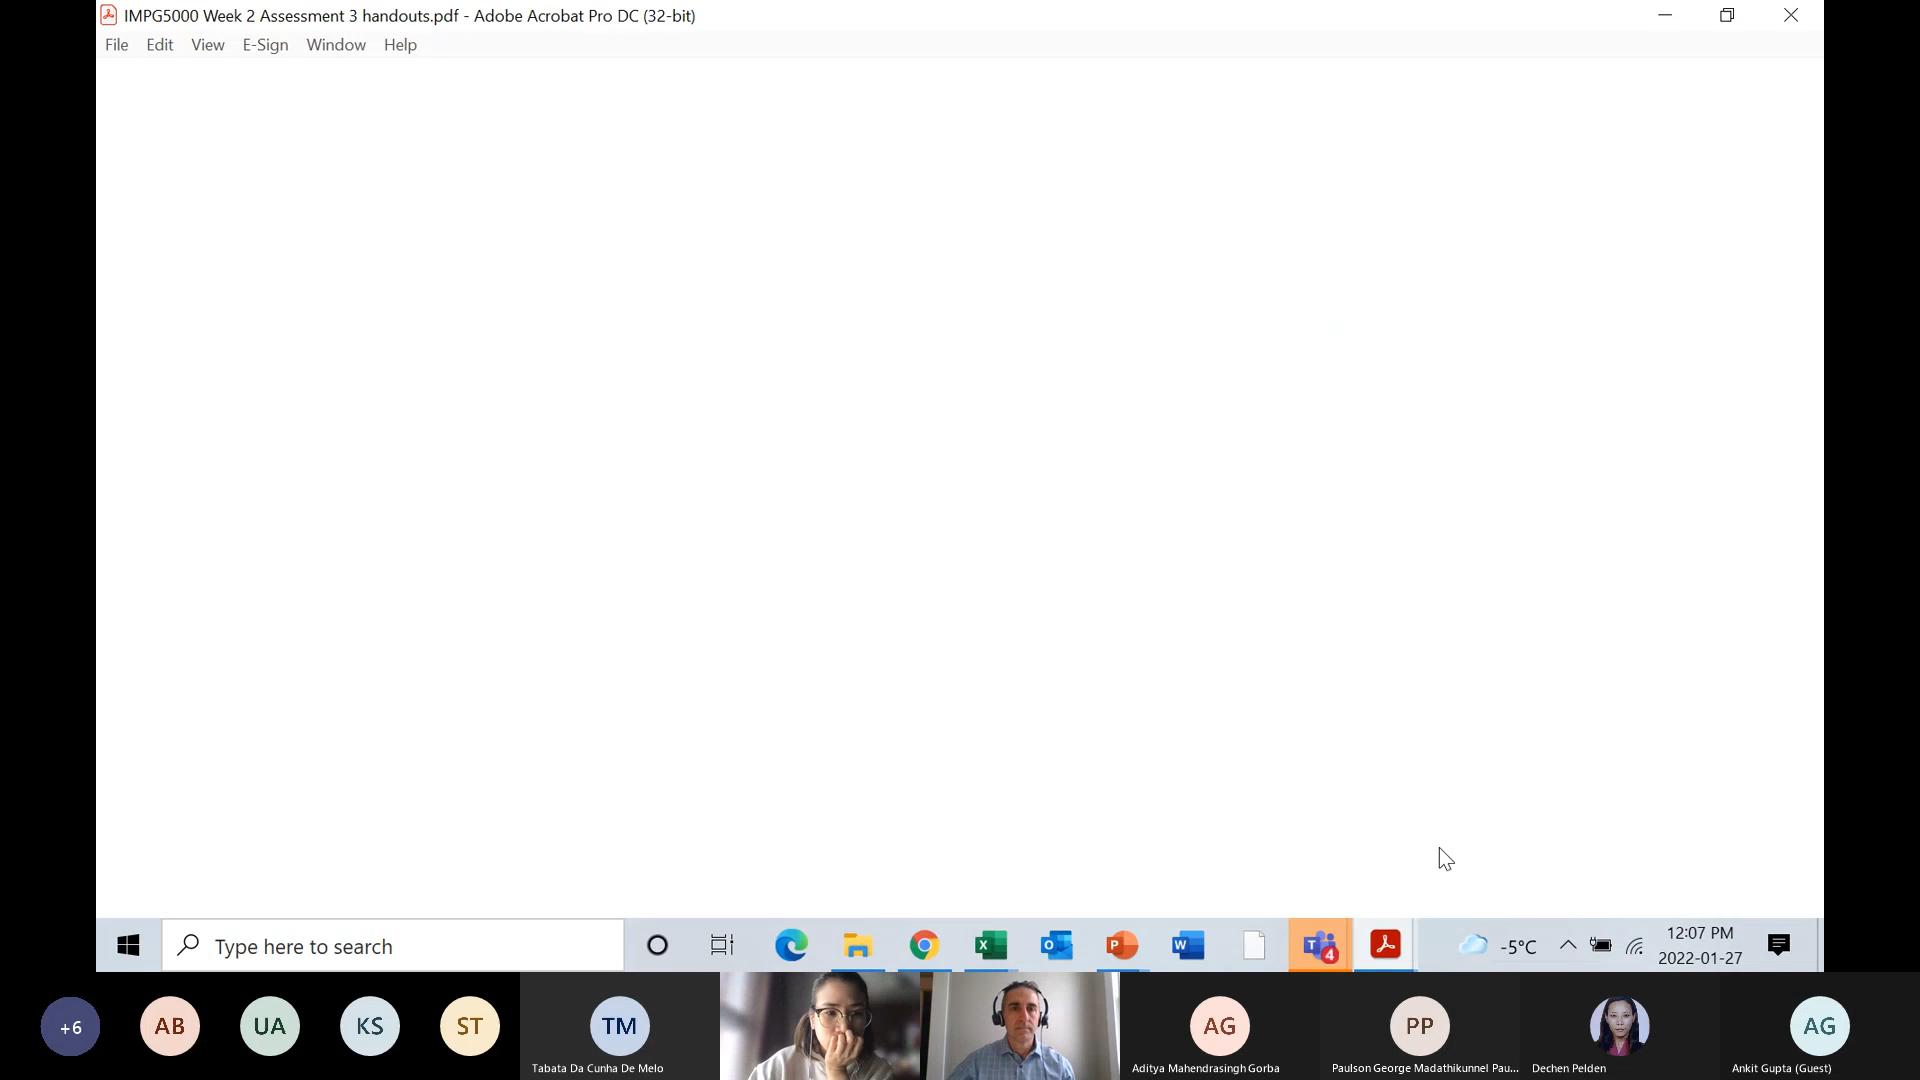 IMPG5000 Week 2 Assessment 3 handouts.pdf - Adobe Acrobat Pro DC (32-bit)
File Edit View E-Sign Window Help
Type here to search
X
O
P
W
T
4
-5°C
12:07 PM
2022-01-27
+6
AB
UA
KS
ST
TM
AG
PP
AG
Tabata Da Cunha De Melo
Aditya Mahendrasingh Gorba
Paulson George Madathikunnel Pau...
Dechen Pelden
Ankit Gupta (Guest)